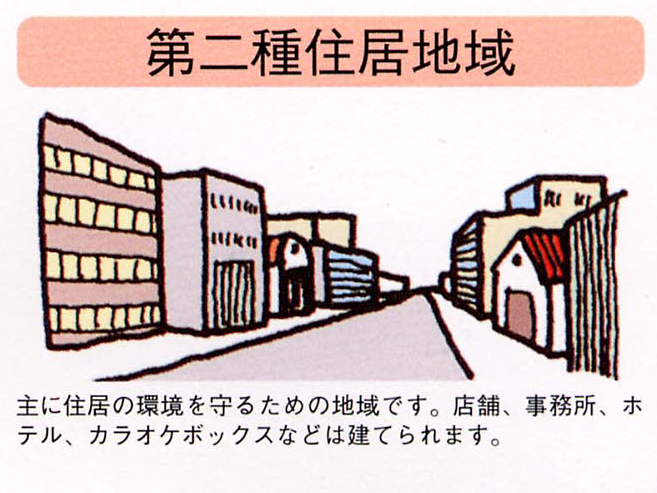 第二種住居地域
主に住居の環境を守るための地域です。店舗、事務所、ホ
テル、カラオケボックスなどは建てられます。